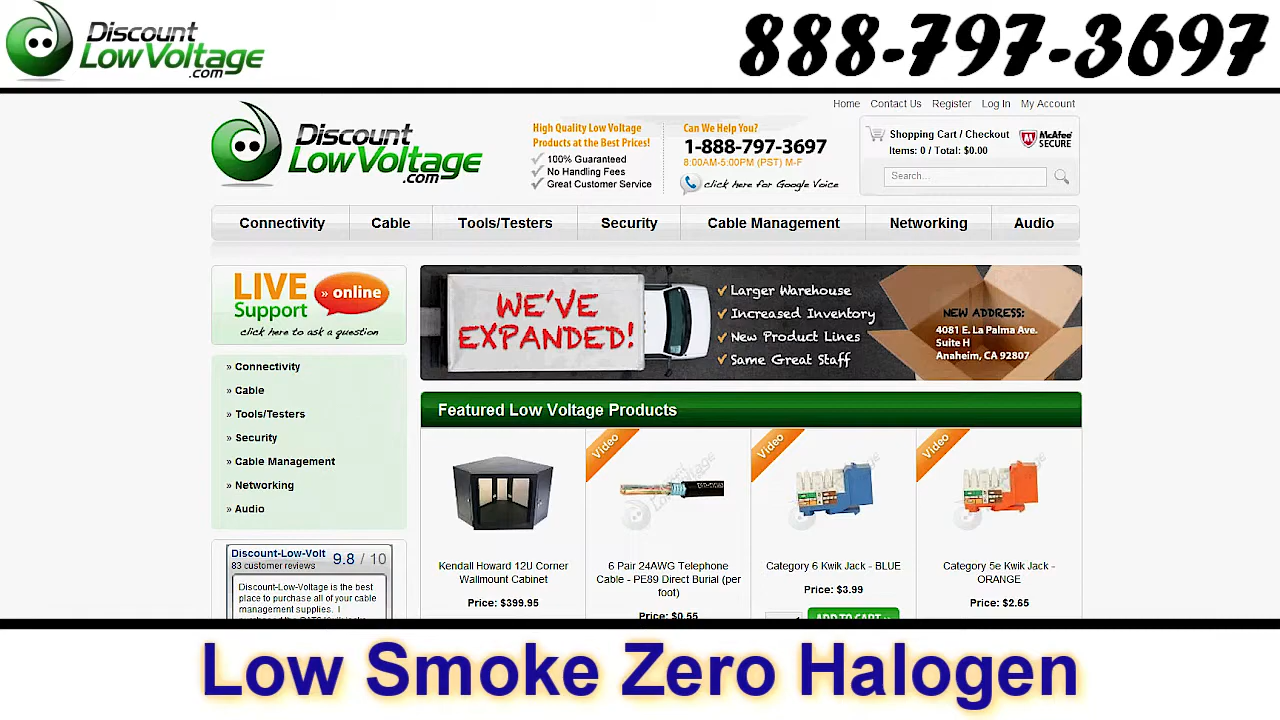 Discount
LowVoltage
.com
888-797-3697
Home Contact Us Register Log In My Account
Discount
LowVoltage
.com
High Quality Low Voltage
Products at the Best Prices!
100% Guaranteed
No Handling Fees
Great Customer Service
Can We Help You?
1-888-797-3697
8:00AM-5:00PM (PST) M-F
click here for Google Voice
Shopping Cart / Checkout
Items: 0 / Total: $0.00
McAfee
SECURE
Search...
Connectivity Cable Tools/Testers Security Cable Management Networking Audio
LIVE
Support
» online
click here to ask a question
WE'VE
EXPANDED!
Larger Warehouse
Increased Inventory
New Product Lines
Same Great Staff
NEW ADDRESS:
4081 E. La Palma Ave.
Suite H
Anaheim, CA 92807
» Connectivity
» Cable
» Tools/Testers
» Security
» Cable Management
» Networking
» Audio
Featured Low Voltage Products
Video
Video
Video
Kendall Howard 12U Corner
Wallmount Cabinet
Price: $399.95
6 Pair 24AWG Telephone
Cable - PE89 Direct Burial (per
foot)
Price: $0.55
Category 6 Kwik Jack - BLUE
Price: $3.99
ADD TO CART »
Category 5e Kwik Jack -
ORANGE
Price: $2.65
Discount-Low-Volt
83 customer reviews
9.8 / 10
Discount-Low-Voltage is the best
place to purchase all of your cable
management supplies. I
Low Smoke Zero Halogen